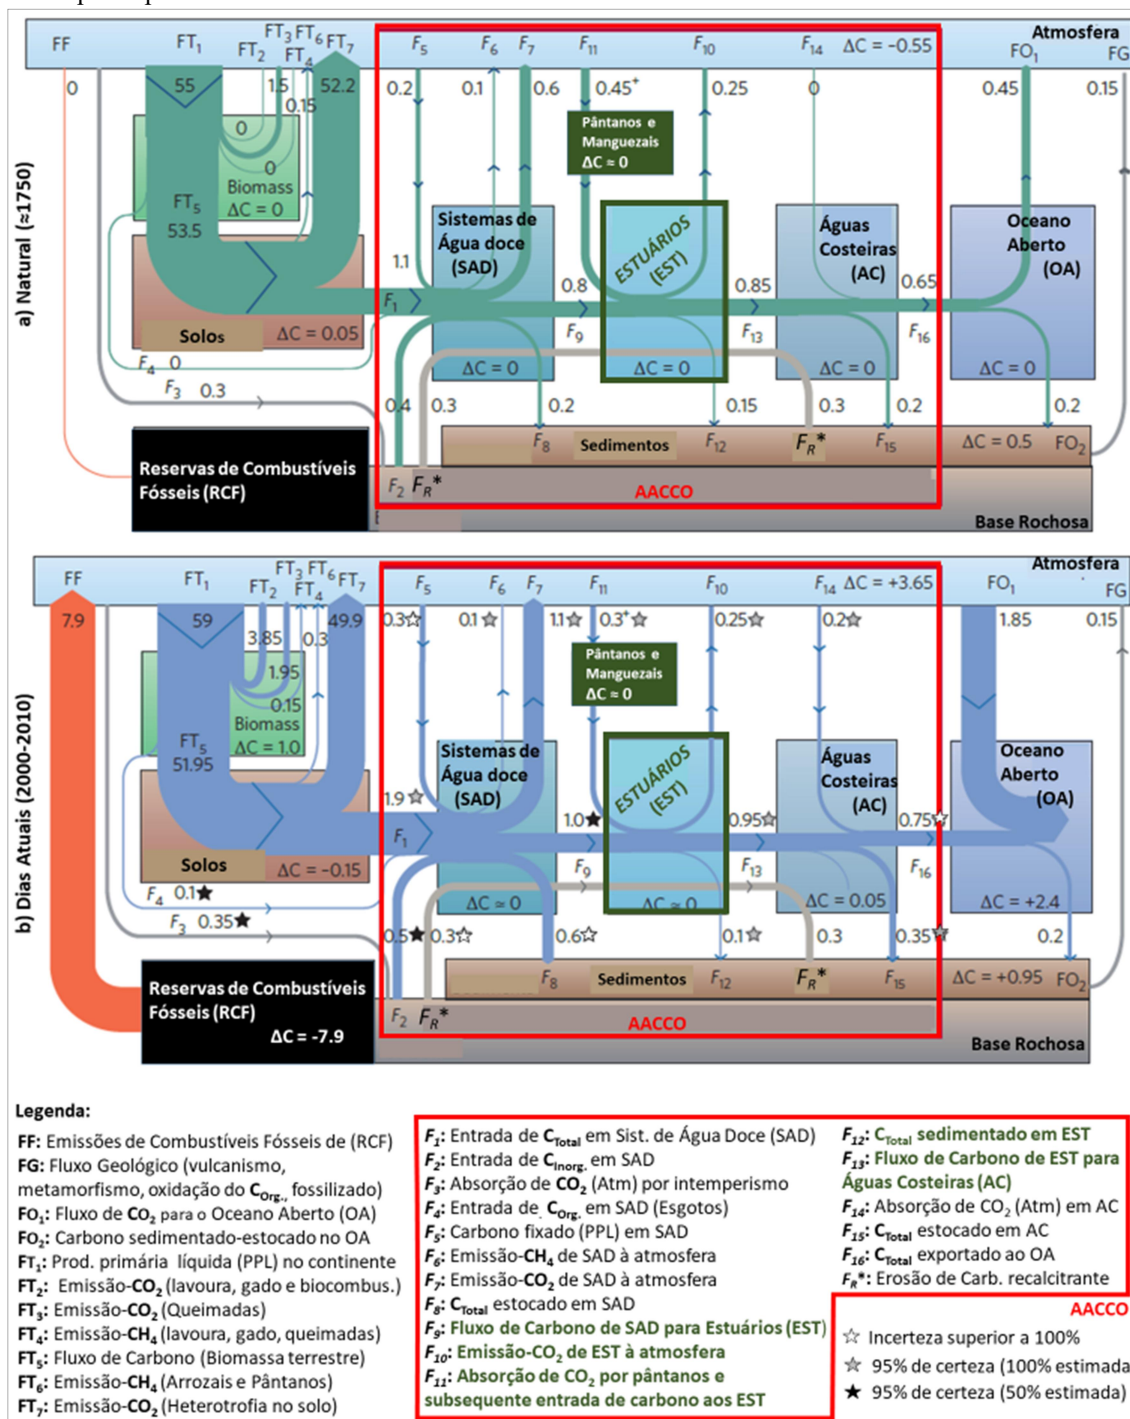 Atmosfera
FF FT1 FT2 FT3 FT4 FT6 FT7 F5 F6 F7 F11 F10 F14 ΔC = -0.55 FO1 FG
0 55 1.5 0.15 52.2 0.2 0.1 0.6 0.45+ 0.25 0 0.45 0.15
Pântanos e
Manguezais
ΔC ≈ 0
0
0
Biomass
ΔC = 0
a) Natural (≈1750)
FT5
53.5
Sistemas de
Água doce
(SAD)
ESTUÁRIOS
(EST)
Águas
Costeiras
(AC)
Oceano
Aberto
(OA)
1.1 0.8 0.85 0.65
F1 F9 F13 F16
Solos ΔC = 0.05
F4 0 ΔC = 0 ΔC = 0 ΔC = 0 ΔC = 0
F3 0.3 0.4 0.3 0.2 0.15 0.3 0.2 0.2
F8 Sedimentos F12 FR* F15 ΔC = 0.5 FO2
Reservas de Combustíveis
Fósseis (RCF)
F2 FR* AACCO
Base Rochosa
Atmosfera
FF FT1 FT2 FT3 FT4 FT6 FT7 F5 F6 F7 F11 F10 F14 ΔC = +3.65 FO1 FG
7.9 59 3.85 0.3 49.9 0.3☆ 0.1★ 1.1★ 0.3+★ 0.25★ 0.2★ 1.85 0.15
1.95
0.15
Pântanos e
Manguezais
ΔC ≈ 0
Biomass
ΔC = 1.0
b) Dias Atuais (2000-2010)
FT5
51.95
Sistemas de
Água doce
(SAD)
ESTUÁRIOS
(EST)
Águas
Costeiras
(AC)
Oceano
Aberto
(OA)
1.9★ 1.0★ 0.95★ 0.75☆
F1 F9 F13 F16
Solos ΔC = -0.15
F4 0.1★ ΔC ≈ 0 ΔC ≈ 0 ΔC = 0.05 ΔC = +2.4
F3 0.35★ 0.5★ 0.3☆ 0.6☆ 0.1★ 0.3 0.35★ 0.2
F8 Sedimentos F12 FR* F15 ΔC = +0.95 FO2
Reservas de Combustíveis
Fósseis (RCF)
ΔC = -7.9
F2 FR* AACCO
Base Rochosa
Legenda:
FF: Emissões de Combustíveis Fósseis de (RCF)
FG: Fluxo Geológico (vulcanismo,
metamorfismo, oxidação do COrg., fossilizado)
FO1: Fluxo de CO2 para o Oceano Aberto (OA)
FO2: Carbono sedimentado-estocado no OA
FT1: Prod. primária líquida (PPL) no continente
FT2: Emissão-CO2 (lavoura, gado e biocombus.)
FT3: Emissão-CO2 (Queimadas)
FT4: Emissão-CH4 (lavoura, gado, queimadas)
FT5: Fluxo de Carbono (Biomassa terrestre)
FT6: Emissão-CH4 (Arrozais e Pântanos)
FT7: Emissão-CO2 (Heterotrofia no solo)
F1: Entrada de CTotal em Sist. de Água Doce (SAD)
F2: Entrada de CInorg. em SAD
F3: Absorção de CO2 (Atm) por intemperismo
F4: Entrada de COrg. em SAD (Esgotos)
F5: Carbono fixado (PPL) em SAD
F6: Emissão-CH4 de SAD à atmosfera
F7: Emissão-CO2 de SAD à atmosfera
F8: CTotal estocado em SAD
F9: Fluxo de Carbono de SAD para Estuários (EST)
F10: Emissão-CO2 de EST à atmosfera
F11: Absorção de CO2 por pântanos e
subsequente entrada de carbono aos EST
F12: CTotal sedimentado em EST
F13: Fluxo de Carbono de EST para
Águas Costeiras (AC)
F14: Absorção de CO2 (Atm) em AC
F15: CTotal estocado em AC
F16: CTotal exportado ao OA
FR*: Erosão de Carb. recalcitrante
AACCO
☆ Incerteza superior a 100%
★ 95% de certeza (100% estimada
★ 95% de certeza (50% estimada)